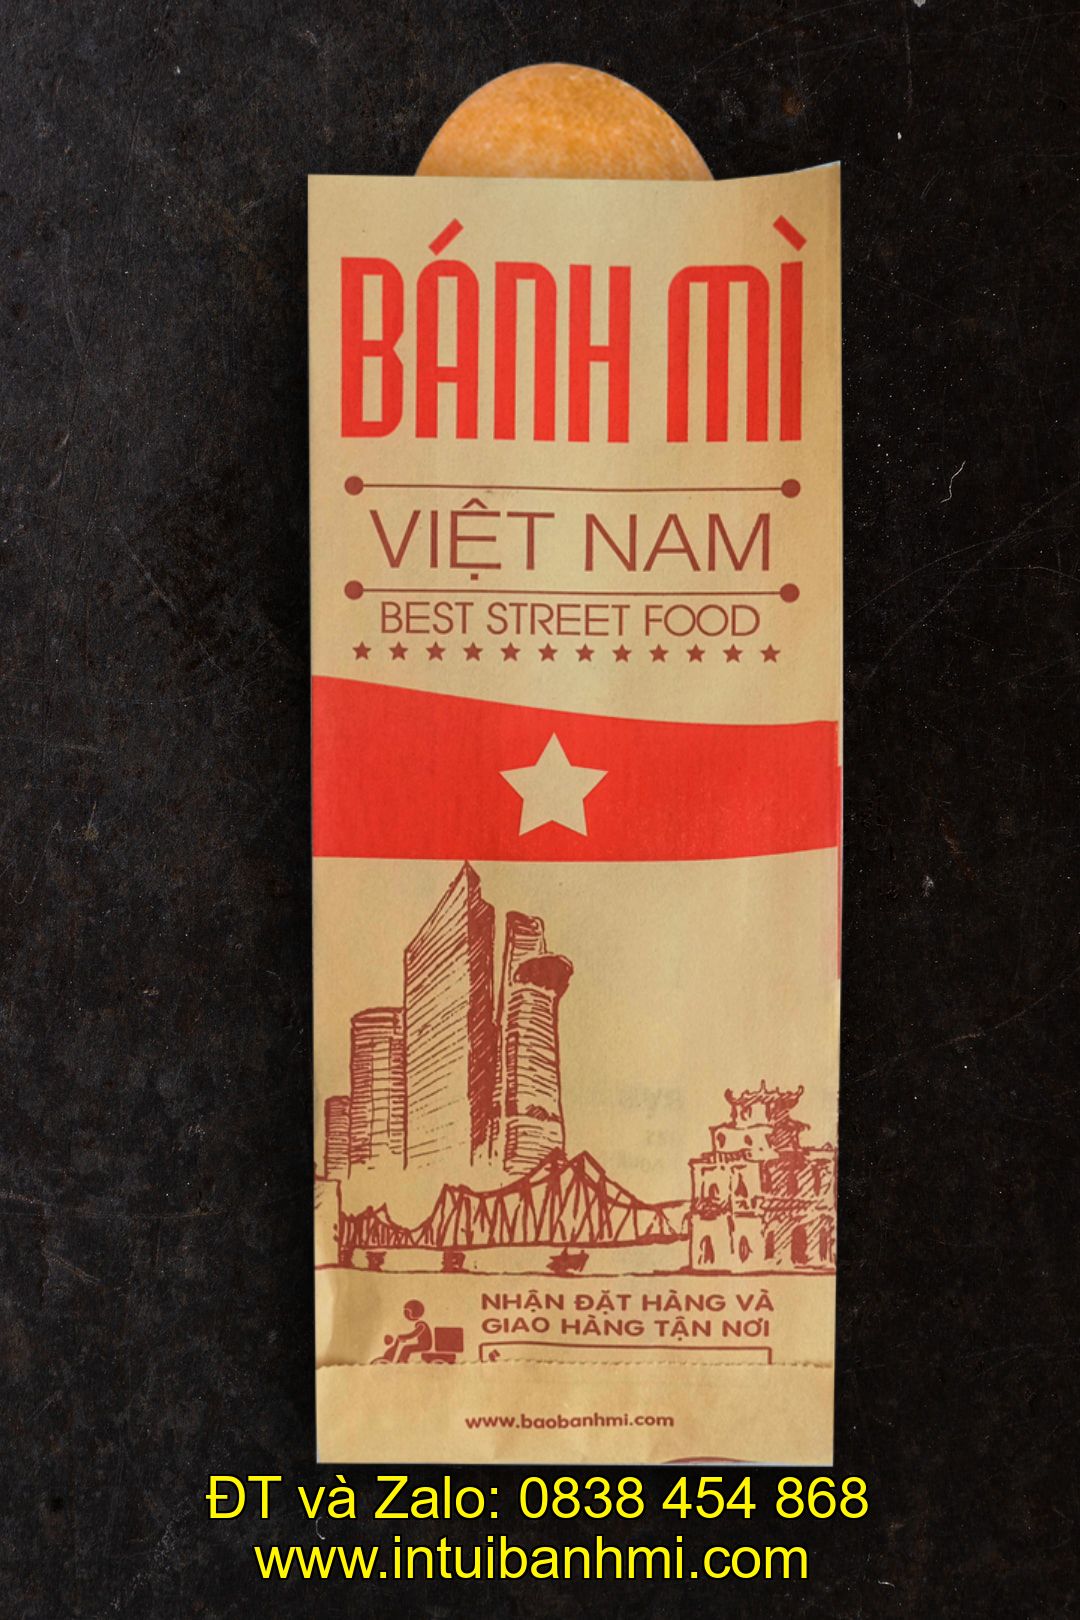 BÁNH MÌ
VIỆT NAM
BEST STREET FOOD
NHẬN ĐẶT HÀNG VÀ
GIAO HÀNG TẬN NƠI
www.baobanhmi.com
ĐT và Zalo: 0838 454 868
www.intuibanhmi.com